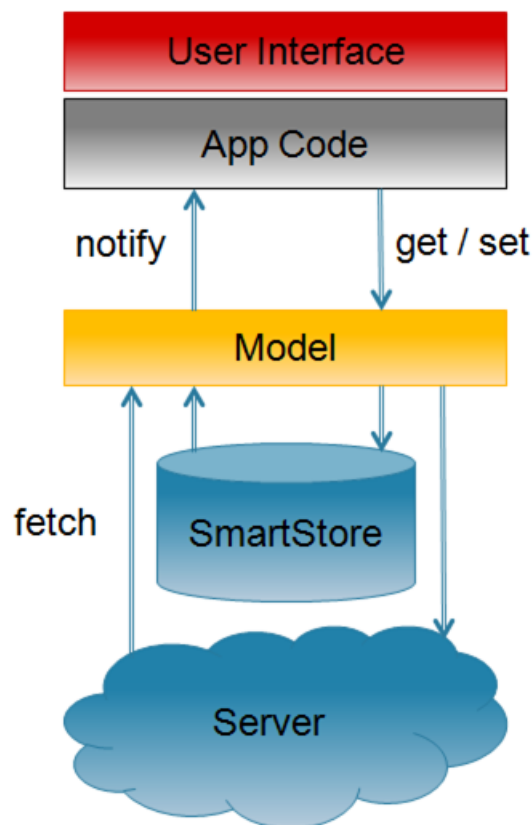 User Interface
App Code
notify
get / set
Model
fetch
SmartStore
Server